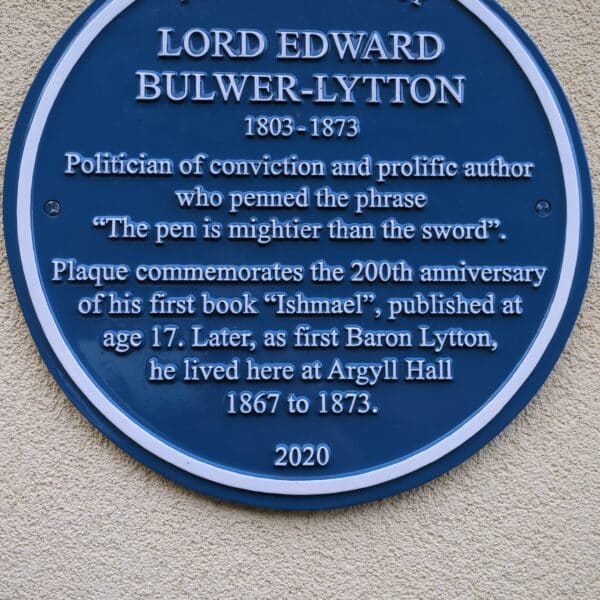 LORD EDWARD
BULWER-LYTTON
1803-1873
Politician of conviction and prolific author
who penned the phrase
“The pen is mightier than the sword”.
Plaque commemorates the 200th anniversary
of his first book “Ishmael”, published at
age 17. Later, as first Baron Lytton,
he lived here at Argyll Hall
1867 to 1873.
2020